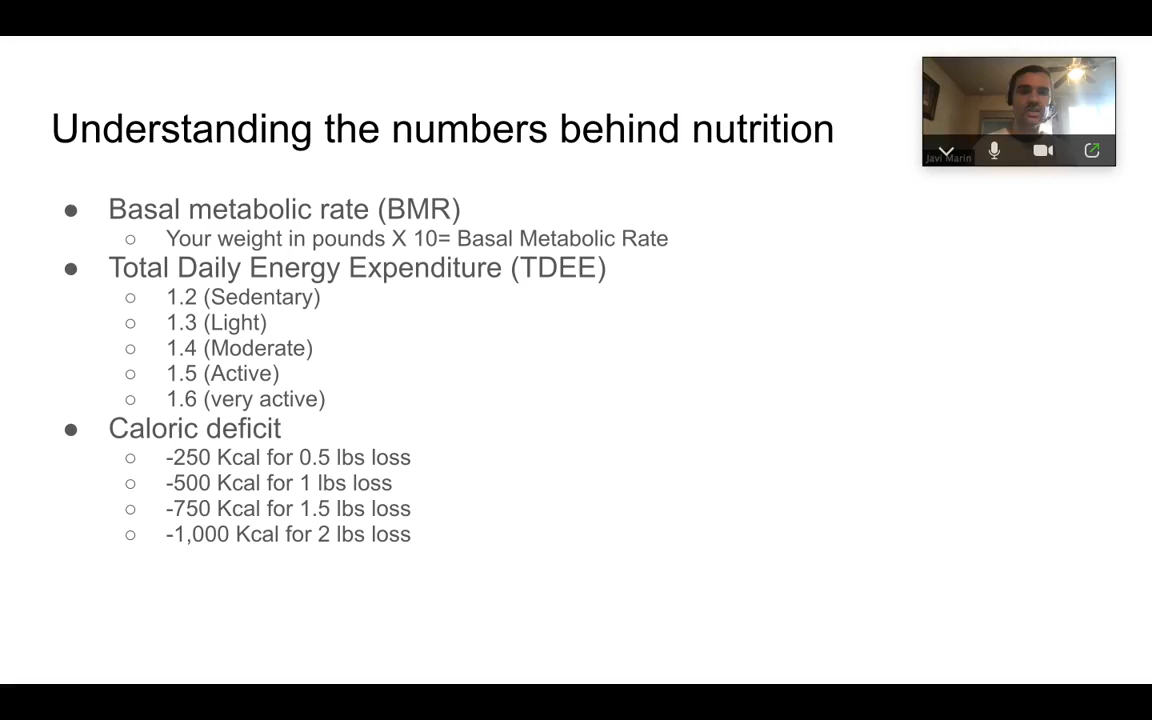 Understanding the numbers behind nutrition
Javi Marin
● Basal metabolic rate (BMR)
○ Your weight in pounds X 10= Basal Metabolic Rate
● Total Daily Energy Expenditure (TDEE)
○ 1.2 (Sedentary)
○ 1.3 (Light)
○ 1.4 (Moderate)
○ 1.5 (Active)
○ 1.6 (very active)
● Caloric deficit
○ -250 Kcal for 0.5 lbs loss
○ -500 Kcal for 1 lbs loss
○ -750 Kcal for 1.5 lbs loss
○ -1,000 Kcal for 2 lbs loss